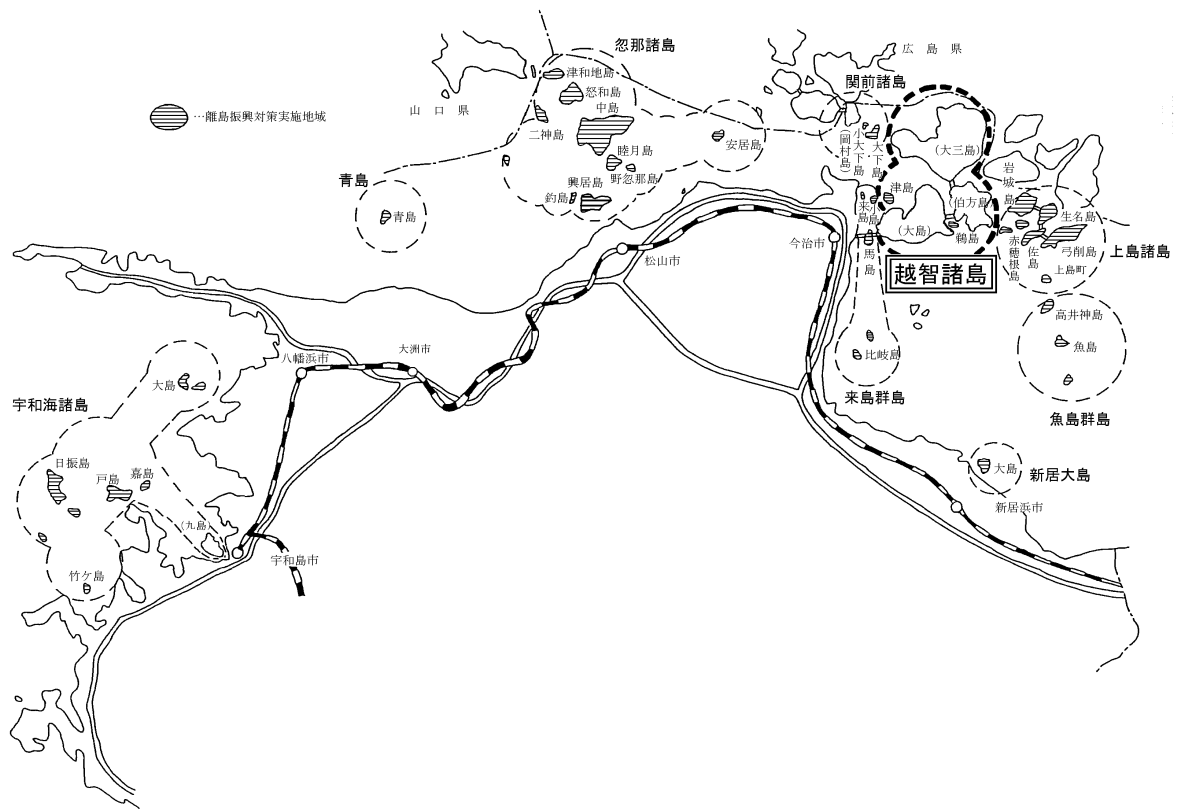 忽那諸島
広島県
津和地島
怒和島
中島
関前諸島
山口県
…離島振興対策実施地域
二神島
安居島
小大下島
(岡村島)
大下島
(大三島)
睦月島
野忽那島
岩城島
青島
興居島
釣島
津島
来島
(伯方島)
生名島
青島
(大島)
鵜島
赤穂根島
佐島
弓削島
上島諸島
今治市
馬島
松山市
上島町
越智諸島
高井神島
魚島
大洲市
八幡浜市
比岐島
大島
来島群島
宇和海諸島
魚島群島
日振島
戸島
嘉島
大島
新居大島
新居浜市
(九島)
宇和島市
竹ケ島